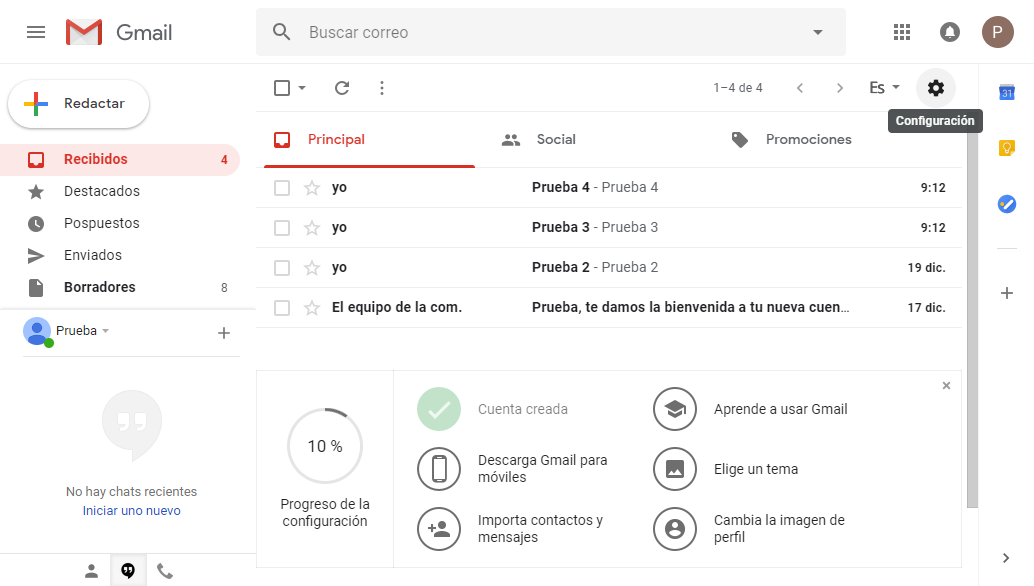 Gmail
Buscar correo
P
Redactar
1–4 de 4
Es
31
Configuración
Recibidos 4
Destacados
Pospuestos
Enviados
Borradores 8
Principal
Social
Promociones
yo Prueba 4 - Prueba 4 9:12
yo Prueba 3 - Prueba 3 9:12
yo Prueba 2 - Prueba 2 19 dic.
El equipo de la com. Prueba, te damos la bienvenida a tu nueva cuen… 17 dic.
Prueba
No hay chats recientes
Iniciar uno nuevo
10 %
Progreso de la
configuración
Cuenta creada
Aprende a usar Gmail
Descarga Gmail para
móviles
Elige un tema
Importa contactos y
mensajes
Cambia la imagen de
perfil